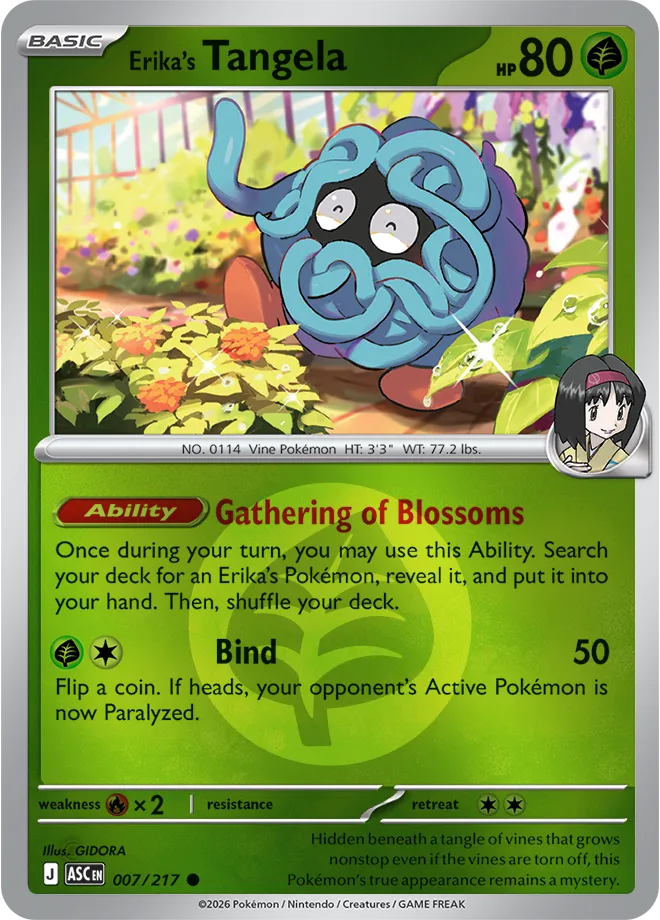 BASIC
Erika's Tangela
HP 80
NO. 0114 Vine Pokémon HT: 3'3" WT: 77.2 lbs.
Ability Gathering of Blossoms
Once during your turn, you may use this Ability. Search
your deck for an Erika's Pokémon, reveal it, and put it into
your hand. Then, shuffle your deck.
Bind 50
Flip a coin. If heads, your opponent's Active Pokémon is
now Paralyzed.
weakness ×2 resistance retreat
Illus. GIDORA
J ASC EN 007/217
Hidden beneath a tangle of vines that grows
nonstop even if the vines are torn off, this
Pokémon's true appearance remains a mystery.
©2026 Pokémon / Nintendo / Creatures / GAME FREAK